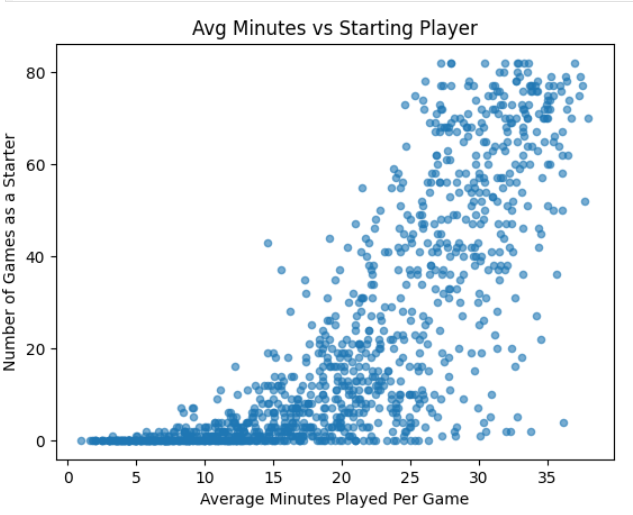 Avg Minutes vs Starting Player
Number of Games as a Starter
80
60
40
20
0
0 5 10 15 20 25 30 35
Average Minutes Played Per Game